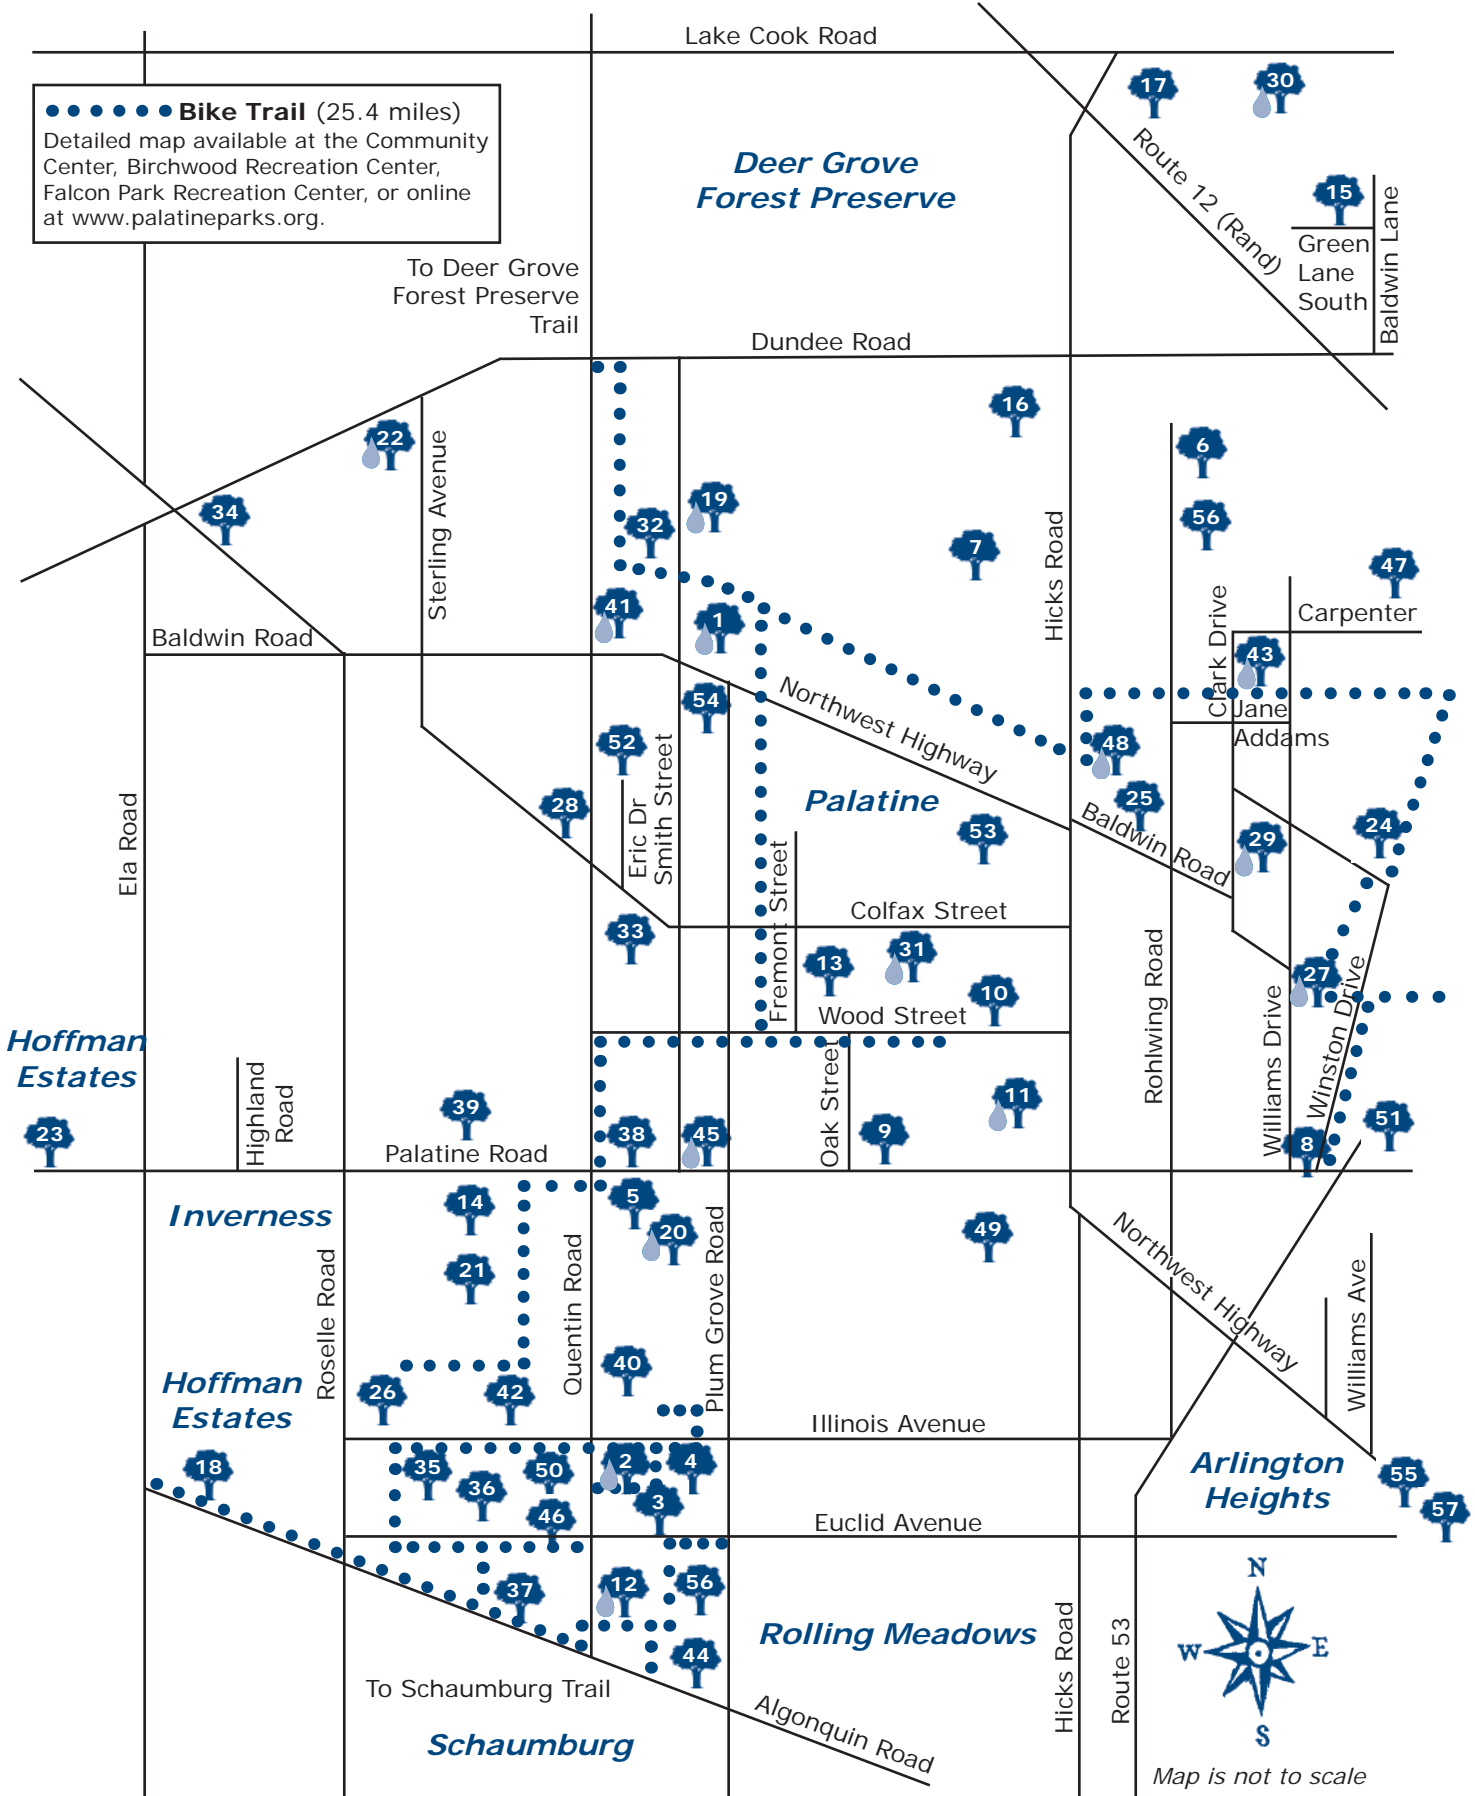 Lake Cook Road
Bike Trail (25.4 miles)
Detailed map available at the Community
Center, Birchwood Recreation Center,
Falcon Park Recreation Center, or online
at www.palatineparks.org.
17
30
Deer Grove
Forest Preserve
Route 12 (Rand)
15
Green
Lane
South
Baldwin Lane
To Deer Grove
Forest Preserve
Trail
Dundee Road
16
22
6
Sterling Avenue
34
19
32
7
56
Hicks Road
47
41
1
Clark Drive
Carpenter
Baldwin Road
43
54
Northwest Highway
Jane
Addams
52
48
Smith Street
28
Eric Dr
Palatine
25
Baldwin Road
53
24
29
Ela Road
Fremont Street
Colfax Street
33
13
31
10
Rohlwing Road
27
Winston Drive
Williams Drive
Wood Street
Hoffman
Estates
Highland
Road
Oak Street
23
39
38
45
9
11
8
51
Palatine Road
Inverness
14
5
20
49
Northwest Highway
Plum Grove Road
21
Roselle Road
Quentin Road
Williams Ave
40
Hoffman
Estates
26
42
Illinois Avenue
18
35
36
50
2
4
46
3
Arlington
Heights
55
57
Euclid Avenue
37
12
56
44
Rolling Meadows
Hicks Road
Route 53
N
W
E
S
To Schaumburg Trail
Algonquin Road
Schaumburg
Map is not to scale